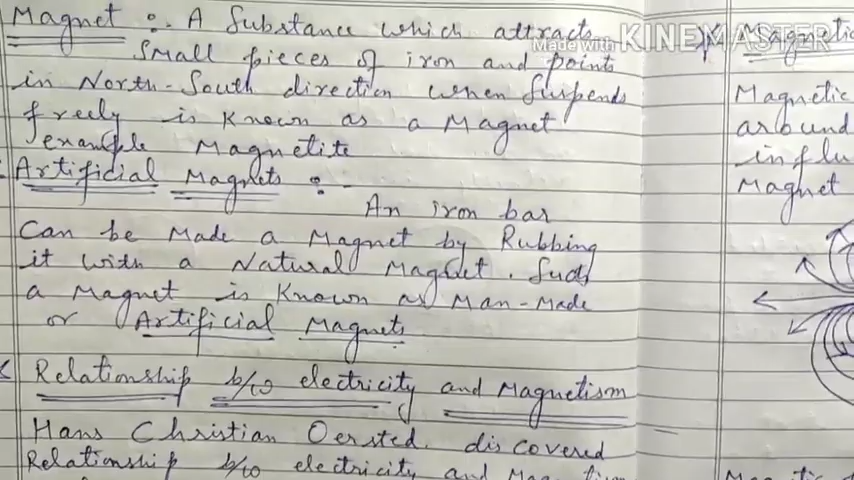 Magnet :- A Substance which attracts
Small pieces of iron and points
in North-South direction when Suspends
freely is Known as a Magnet
example Magnetite
Artificial Magnets :-
An iron bar
Can be Made a Magnet by Rubbing
it with a Natural Magnet. Such
a Magnet is Known as Man-Made
or Artificial Magnets
Relationship b/w electricity and Magnetism
Hans Christian Oersted discovered
Relationship b/w electricity and
Made with KINEMASTER
Magnetic
around
Magnet